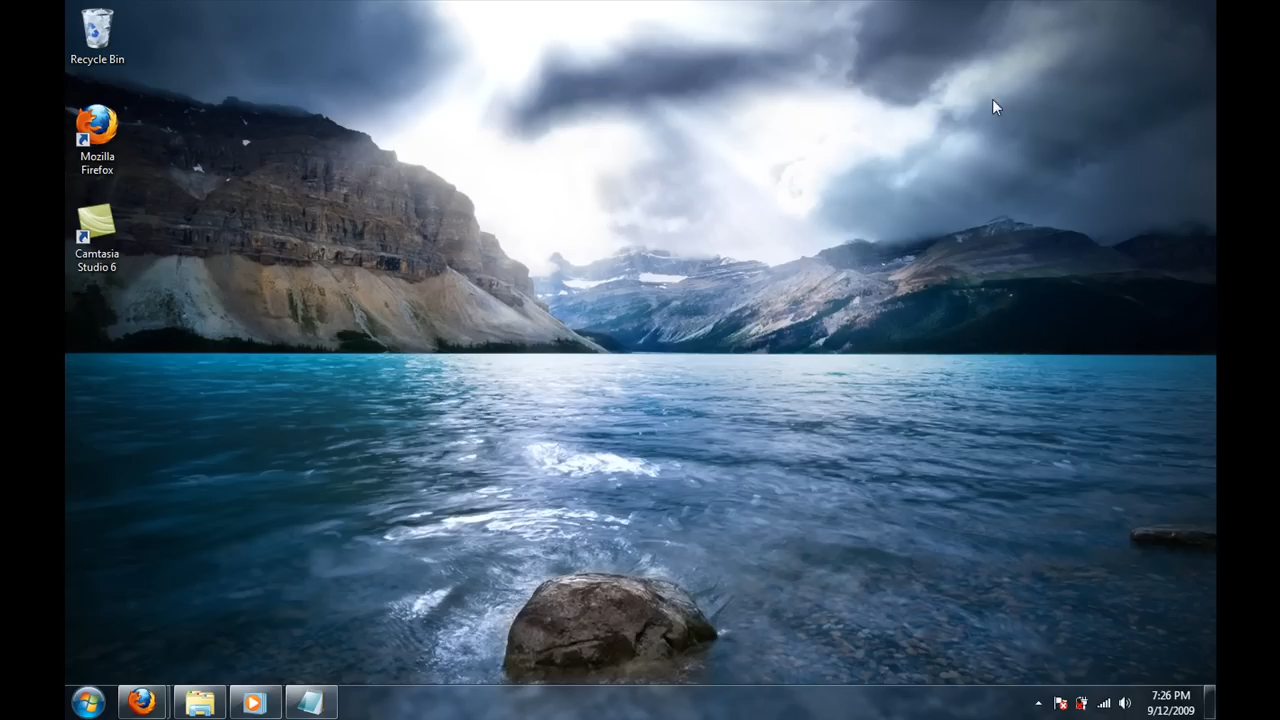 Recycle Bin
Mozilla
Firefox
Camtasia
Studio 6
7:26 PM
9/12/2009